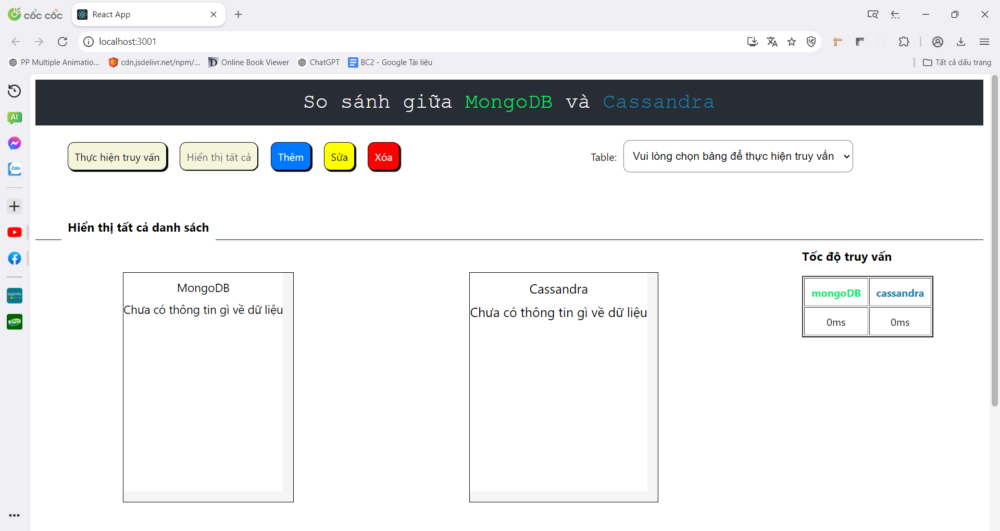 cốc cốc
React App
localhost:3001
PP Multiple Animatio...
cdn.jsdelivr.net/npm/...
D Online Book Viewer
ChatGPT
BC2 - Google Tài liệu
Tất cả dấu trang
AI
Zalo
agoda
So sánh giữa MongoDB và Cassandra
Thực hiện truy vấn
Hiển thị tất cả
Thêm
Sửa
Xóa
Table:
Vui lòng chọn bảng để thực hiện truy vấn
Hiển thị tất cả danh sách
MongoDB
Chưa có thông tin gì về dữ liệu
Cassandra
Chưa có thông tin gì về dữ liệu
Tốc độ truy vấn
mongoDB cassandra
0ms 0ms